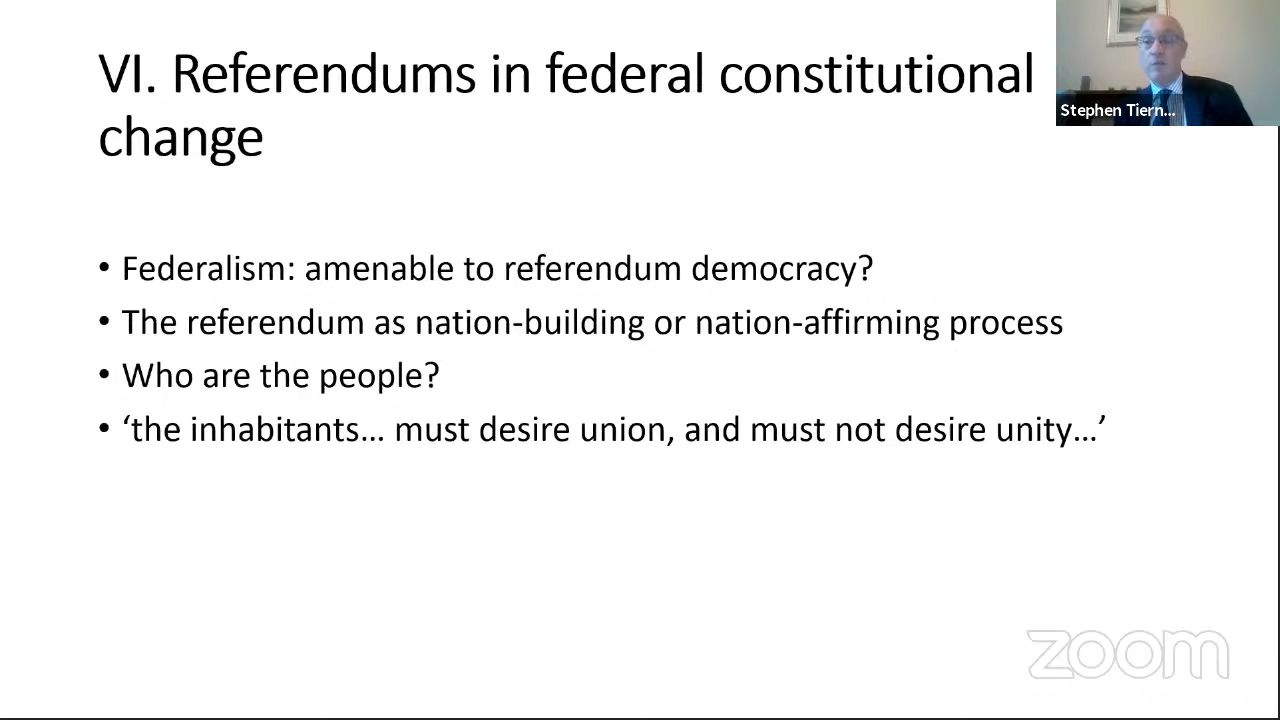 VI. Referendums in federal constitutional
change
Stephen Tiern...
• Federalism: amenable to referendum democracy?
• The referendum as nation-building or nation-affirming process
• Who are the people?
• ‘the inhabitants… must desire union, and must not desire unity…’
zoom